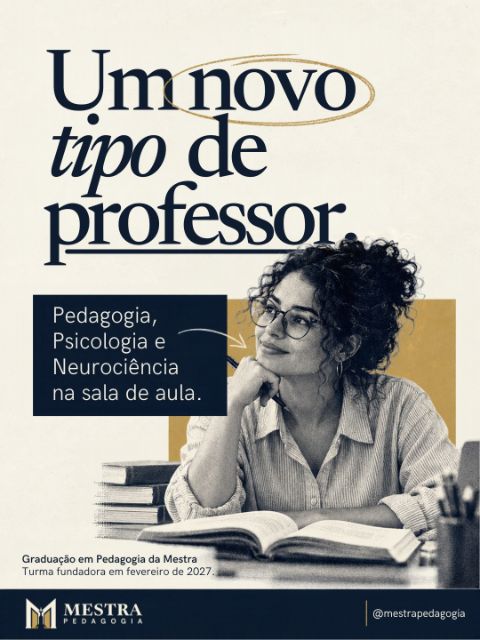 Um novo
tipo de
professor.
Pedagogia,
Psicologia e
Neurociência
na sala de aula.
Graduação em Pedagogia da Mestra
Turma fundadora em fevereiro de 2027.
MESTRA
PEDAGOGIA
@mestrapedagogia